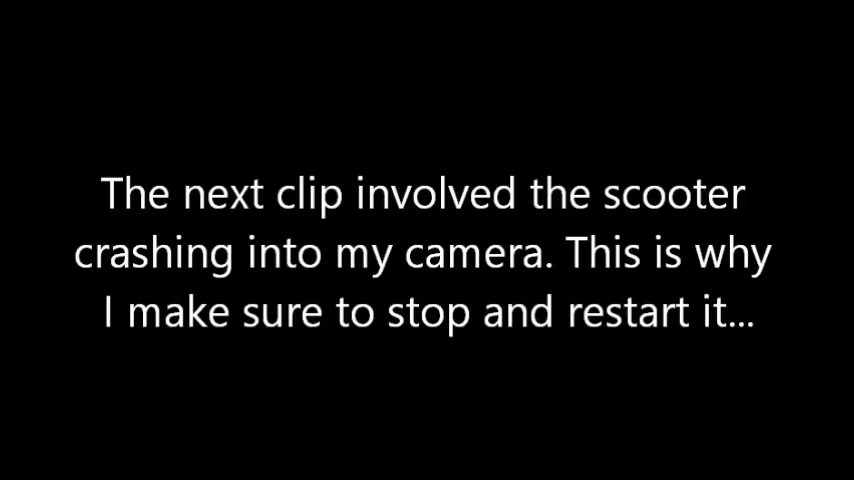 The next clip involved the scooter
crashing into my camera. This is why
I make sure to stop and restart it...